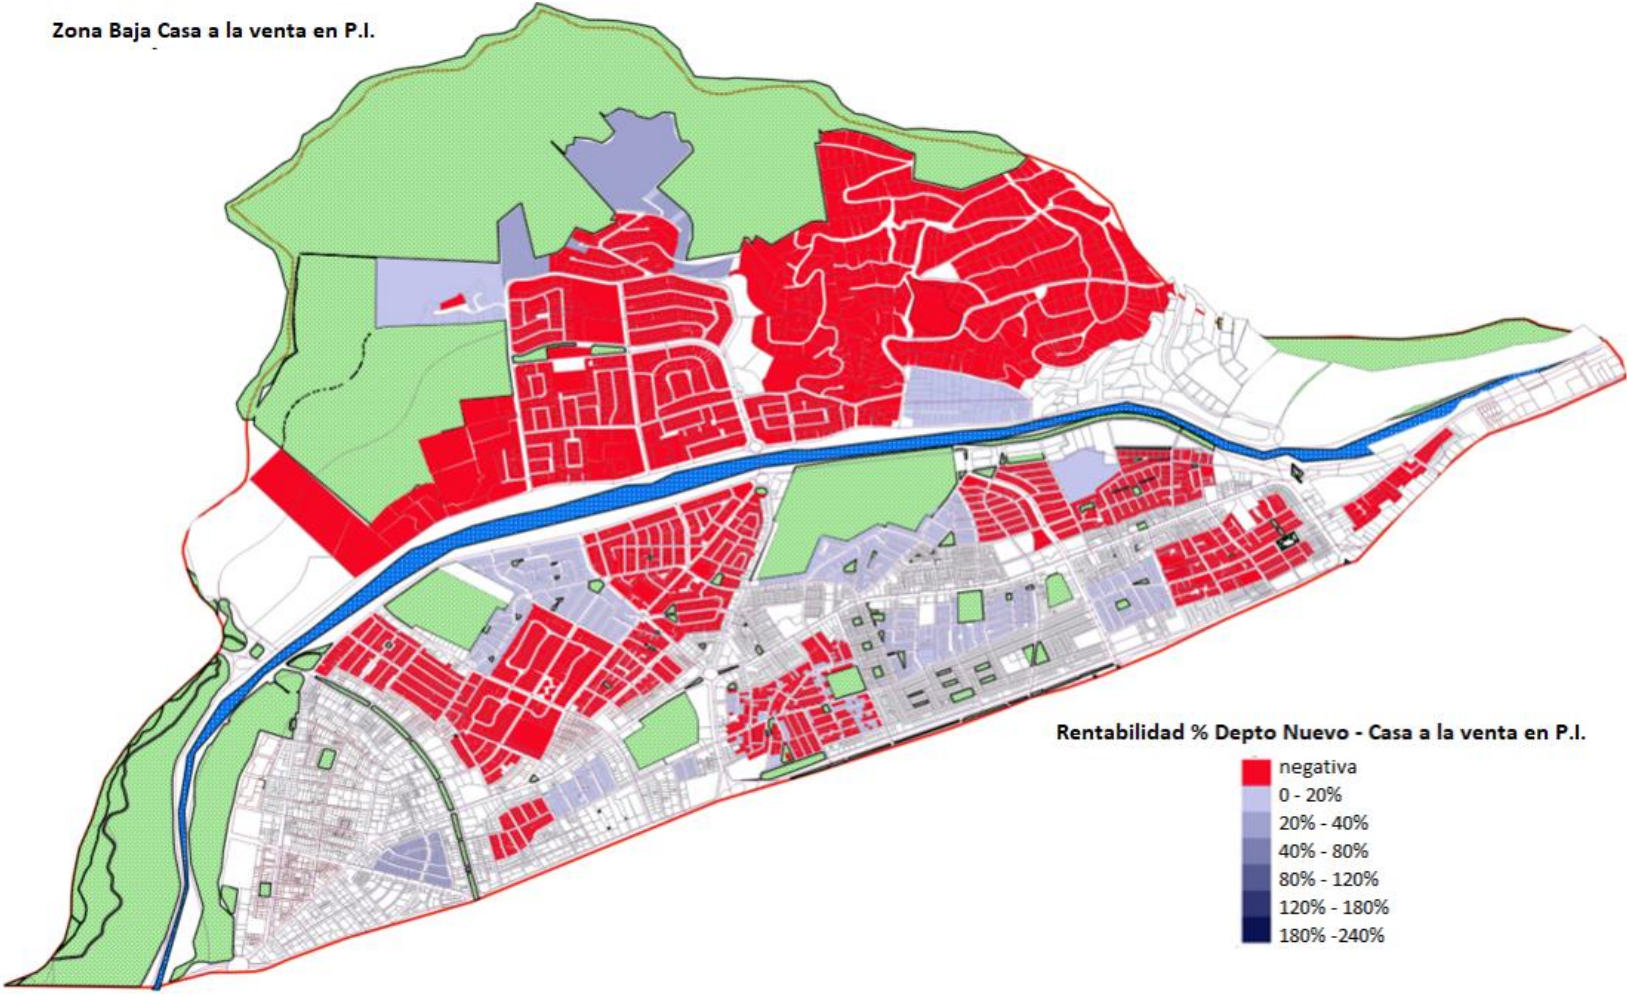 Zona Baja Casa a la venta en P.I.
Rentabilidad % Depto Nuevo - Casa a la venta en P.I.
negativa
0 - 20%
20% - 40%
40% - 80%
80% - 120%
120% - 180%
180% -240%